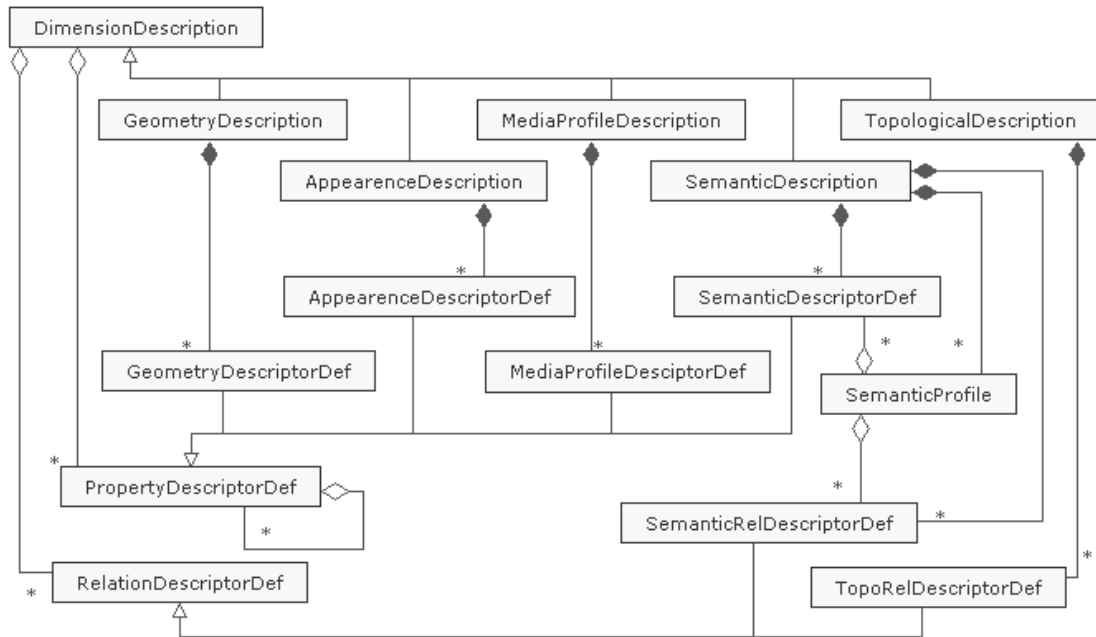 DimensionDescription
GeometryDescription
MediaProfileDescription
TopologicalDescription
AppearenceDescription
SemanticDescription
*
*
AppearenceDescriptorDef
SemanticDescriptorDef
*
*
*
*
GeometryDescriptorDef
MediaProfileDesciptorDef
SemanticProfile
*
PropertyDescriptorDef
*
*
*
SemanticRelDescriptorDef
*
RelationDescriptorDef
*
TopoRelDescriptorDef